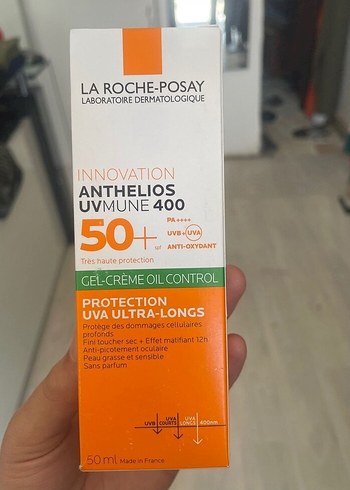 LA ROCHE-POSAY
LABORATOIRE DERMATOLOGIQUE
INNOVATION
ANTHELIOS
UVMUNE 400
50+
SPF
PA++++
UVB+UVA
ANTI-OXYDANT
Très haute protection
GEL-CRÈME OIL CONTROL
PROTECTION
UVA ULTRA-LONGS
Protège des dommages cellulaires
profonds
Fini toucher sec + Effet matifiant 12h
Anti-picotement oculaire
Peau grasse et sensible
Sans parfum
UVB
UVA COURTS
UVA LONGS
400nm
50 ml Made in France